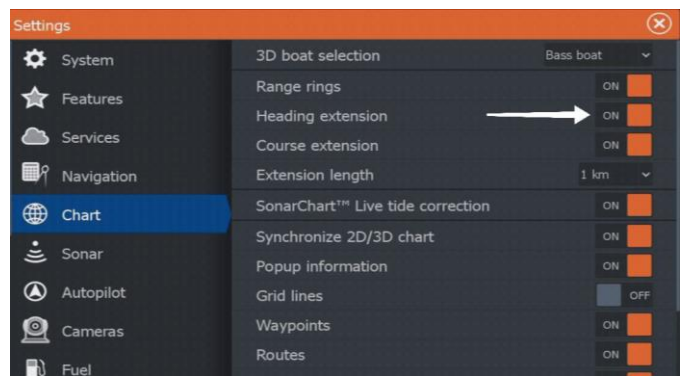 Settings
System
Features
Services
Navigation
Chart
Sonar
Autopilot
Cameras
Fuel
3D boat selection Bass boat
Range rings ON
Heading extension ON
Course extension ON
Extension length 1 km
SonarChart™ Live tide correction ON
Synchronize 2D/3D chart ON
Popup information ON
Grid lines OFF
Waypoints ON
Routes ON